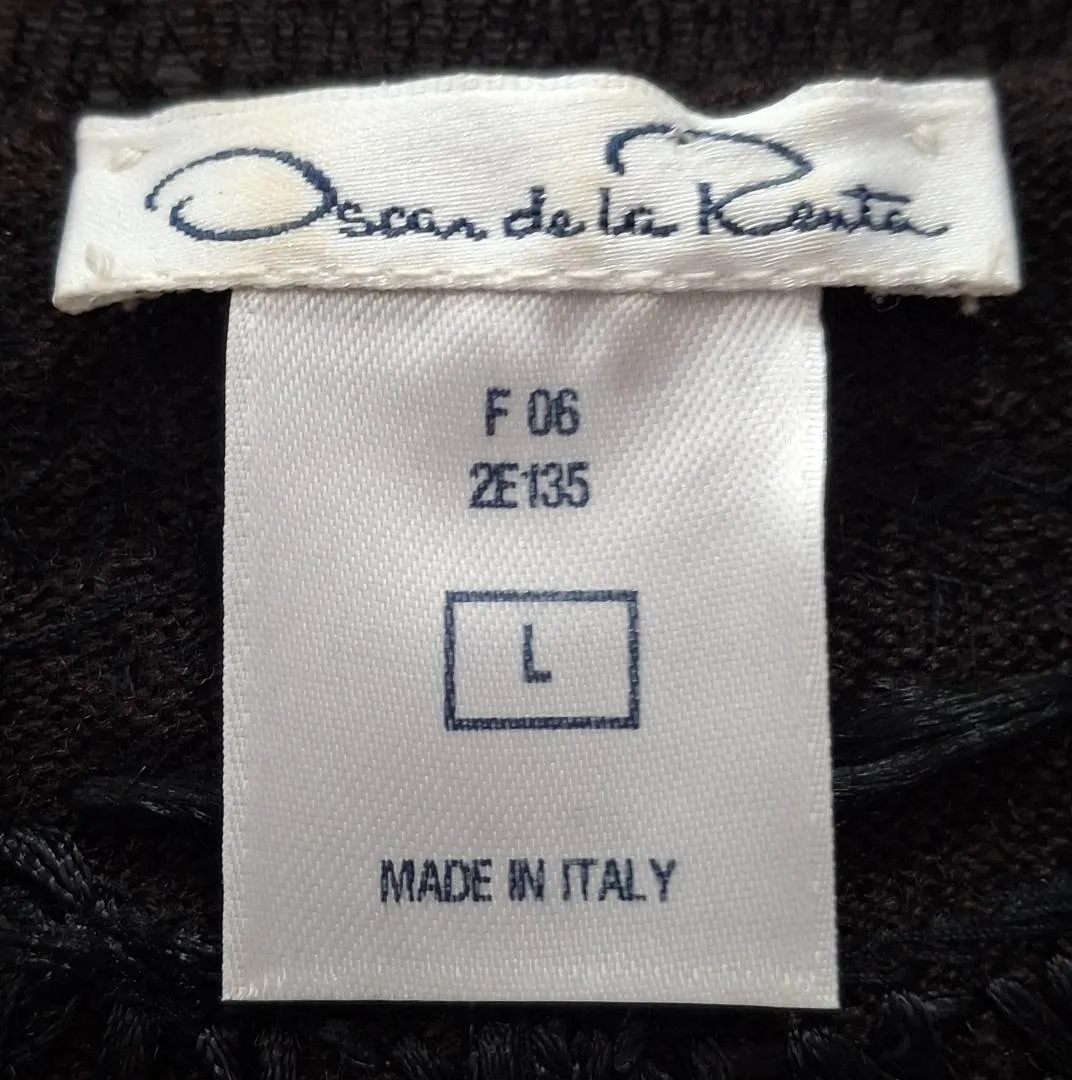 Oscar de la Renta
F 06
2E135
L
MADE IN ITALY